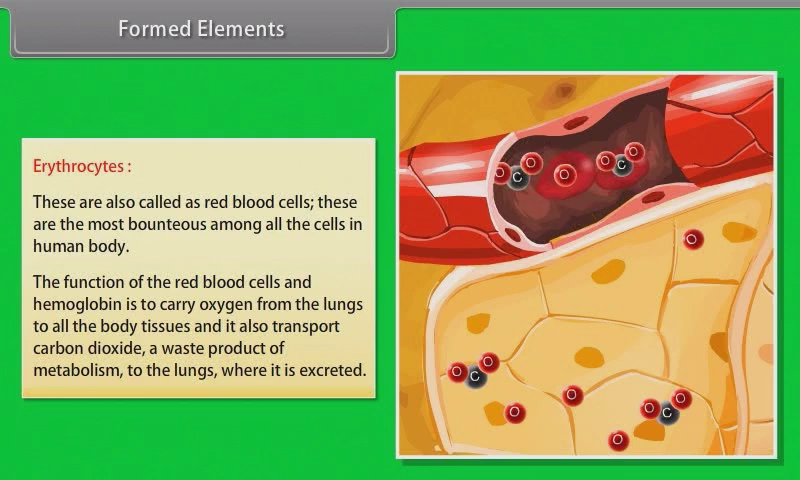 Formed Elements
Erythrocytes :
These are also called as red blood cells; these
are the most bounteous among all the cells in
human body.
The function of the red blood cells and
hemoglobin is to carry oxygen from the lungs
to all the body tissues and it also transport
carbon dioxide, a waste product of
metabolism, to the lungs, where it is excreted.
O C O O O C O
O
O C O
O O O C O
O